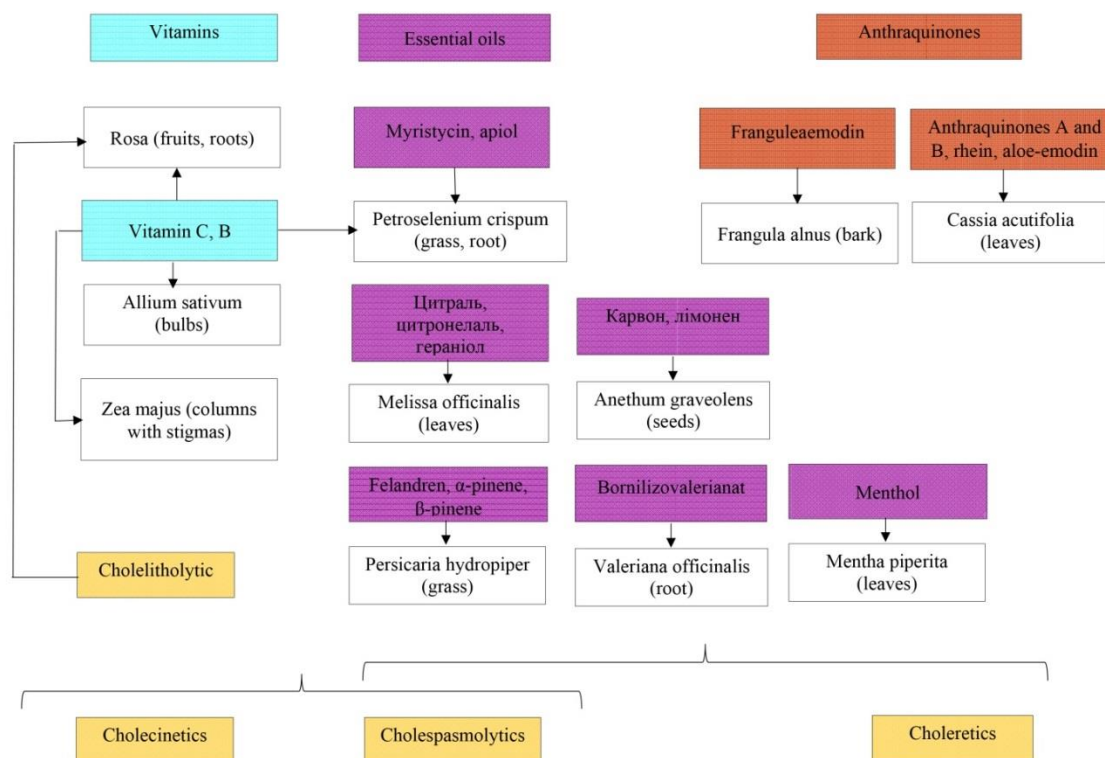 Vitamins
Essential oils
Anthraquinones
Rosa (fruits, roots)
Myristycin, apiol
Franguleaemodin
Anthraquinones A and
B, rhein, aloe-emodin
Vitamin C, B
Petroselenium crispum
(grass, root)
Frangula alnus (bark)
Cassia acutifolia
(leaves)
Allium sativum
(bulbs)
Цитраль,
цитронелаль,
гераніол
Карвон, лімонен
Zea majus (columns
with stigmas)
Melissa officinalis
(leaves)
Anethum graveolens
(seeds)
Felandren, α-pinene,
β-pinene
Bornilizovalerianat
Menthol
Cholelitholytic
Persicaria hydropiper
(grass)
Valeriana officinalis
(root)
Mentha piperita
(leaves)
Cholecinetics
Cholespasmolytics
Choleretics